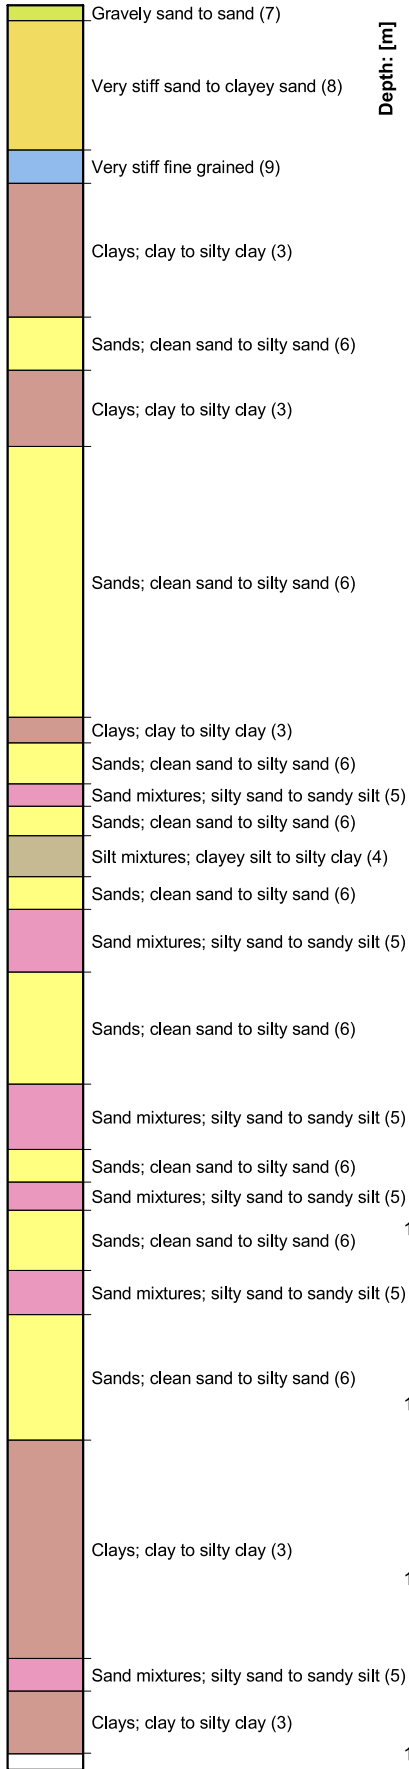 Gravely sand to sand (7)
Depth: [m]
Very stiff sand to clayey sand (8)
Very stiff fine grained (9)
Clays; clay to silty clay (3)
Sands; clean sand to silty sand (6)
Clays; clay to silty clay (3)
Sands; clean sand to silty sand (6)
Clays; clay to silty clay (3)
Sands; clean sand to silty sand (6)
Sand mixtures; silty sand to sandy silt (5)
Sands; clean sand to silty sand (6)
Silt mixtures; clayey silt to silty clay (4)
Sands; clean sand to silty sand (6)
Sand mixtures; silty sand to sandy silt (5)
Sands; clean sand to silty sand (6)
Sand mixtures; silty sand to sandy silt (5)
Sands; clean sand to silty sand (6)
Sand mixtures; silty sand to sandy silt (5)
Sands; clean sand to silty sand (6)
Sand mixtures; silty sand to sandy silt (5)
Sands; clean sand to silty sand (6)
Clays; clay to silty clay (3)
Sand mixtures; silty sand to sandy silt (5)
Clays; clay to silty clay (3)